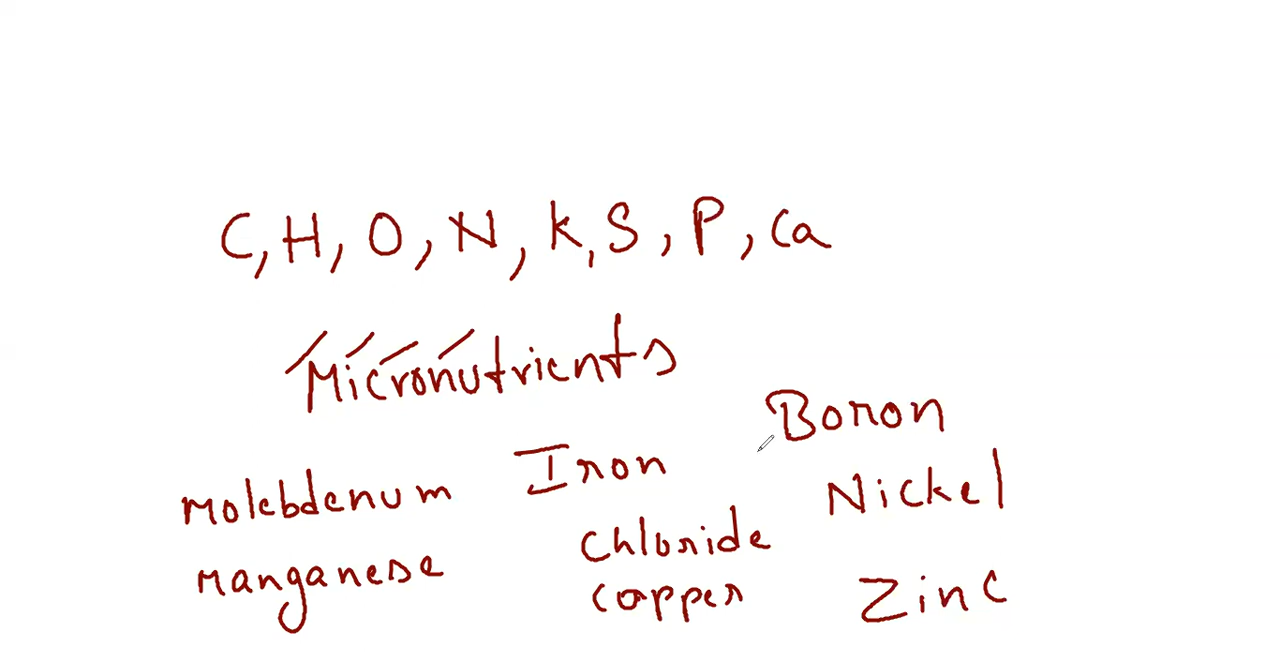 C, H, O, N, K, S, P, Ca
Micronutrients
Boron
Iron
Molebdenum
Nickel
Chloride
Manganese
Copper
Zinc